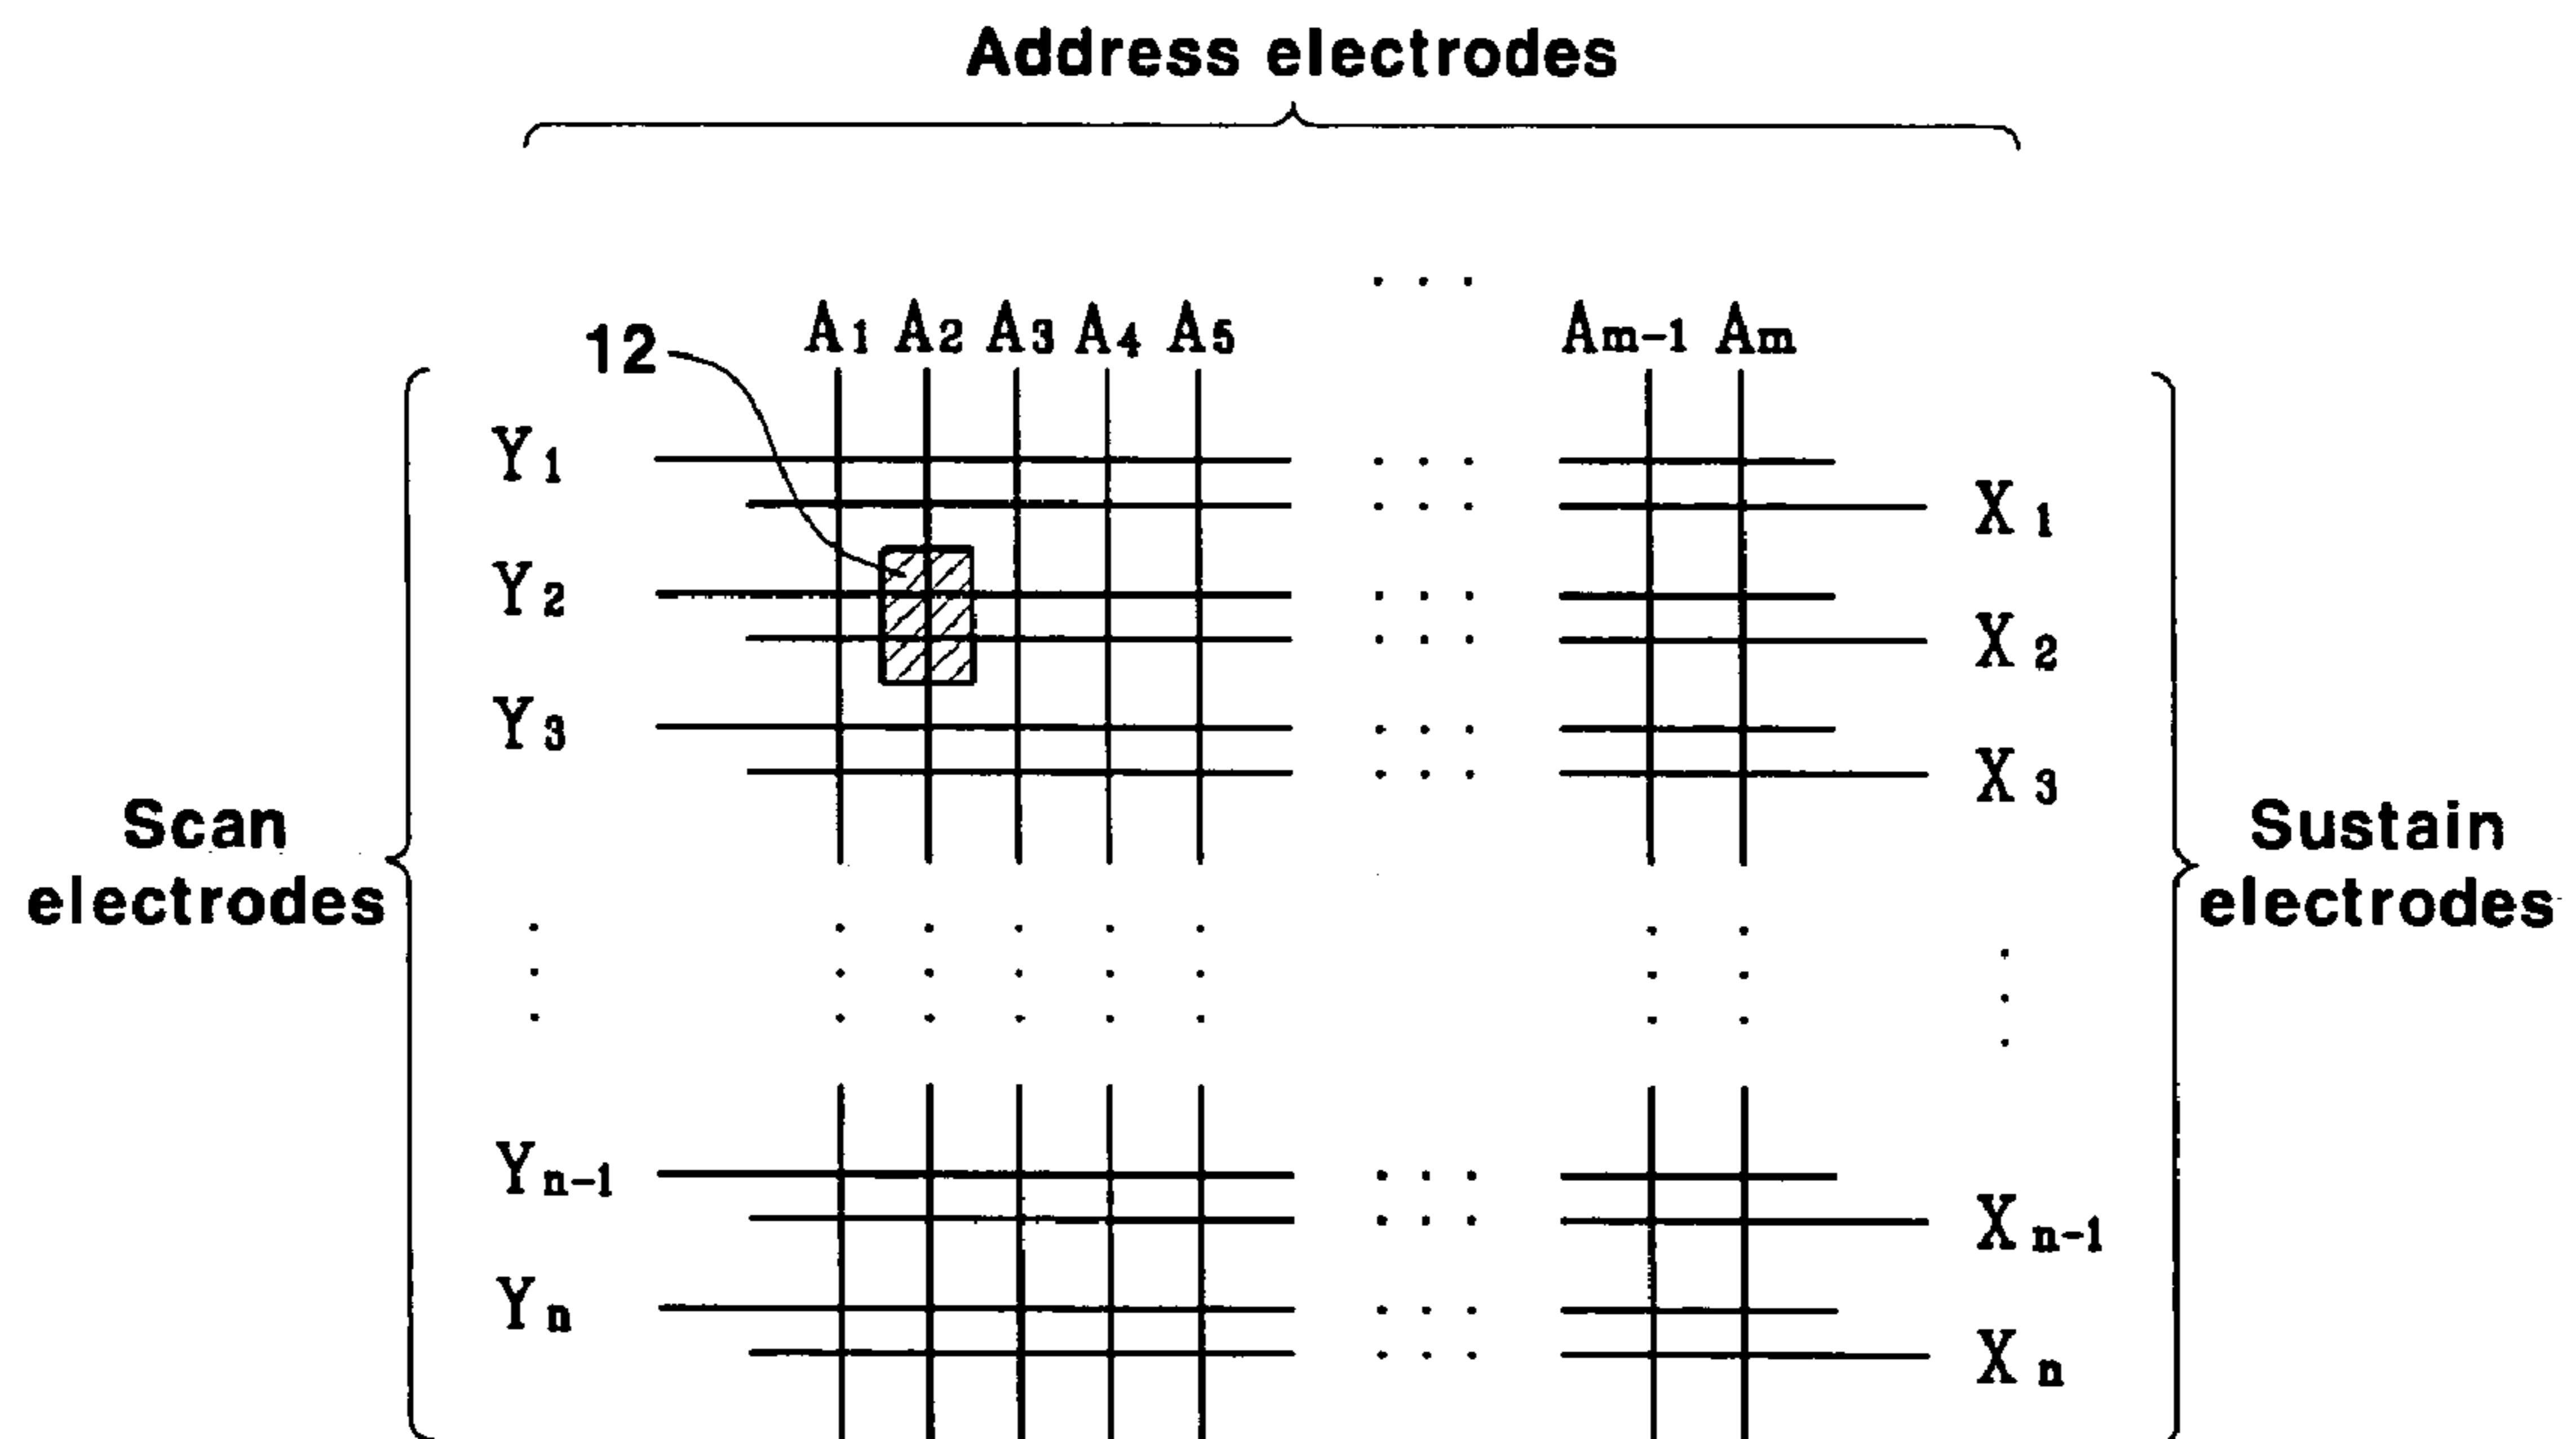 Address electrodes
. . .
12 A1 A2 A3 A4 A5 Am-1 Am
Y1 . . .
. . . X1
Y2 . . .
. . . X2
Y3 . . .
. . . X3
Scan
electrodes
Sustain
electrodes
Yn-1 . . .
. . . Xn-1
Yn . . .
. . . Xn